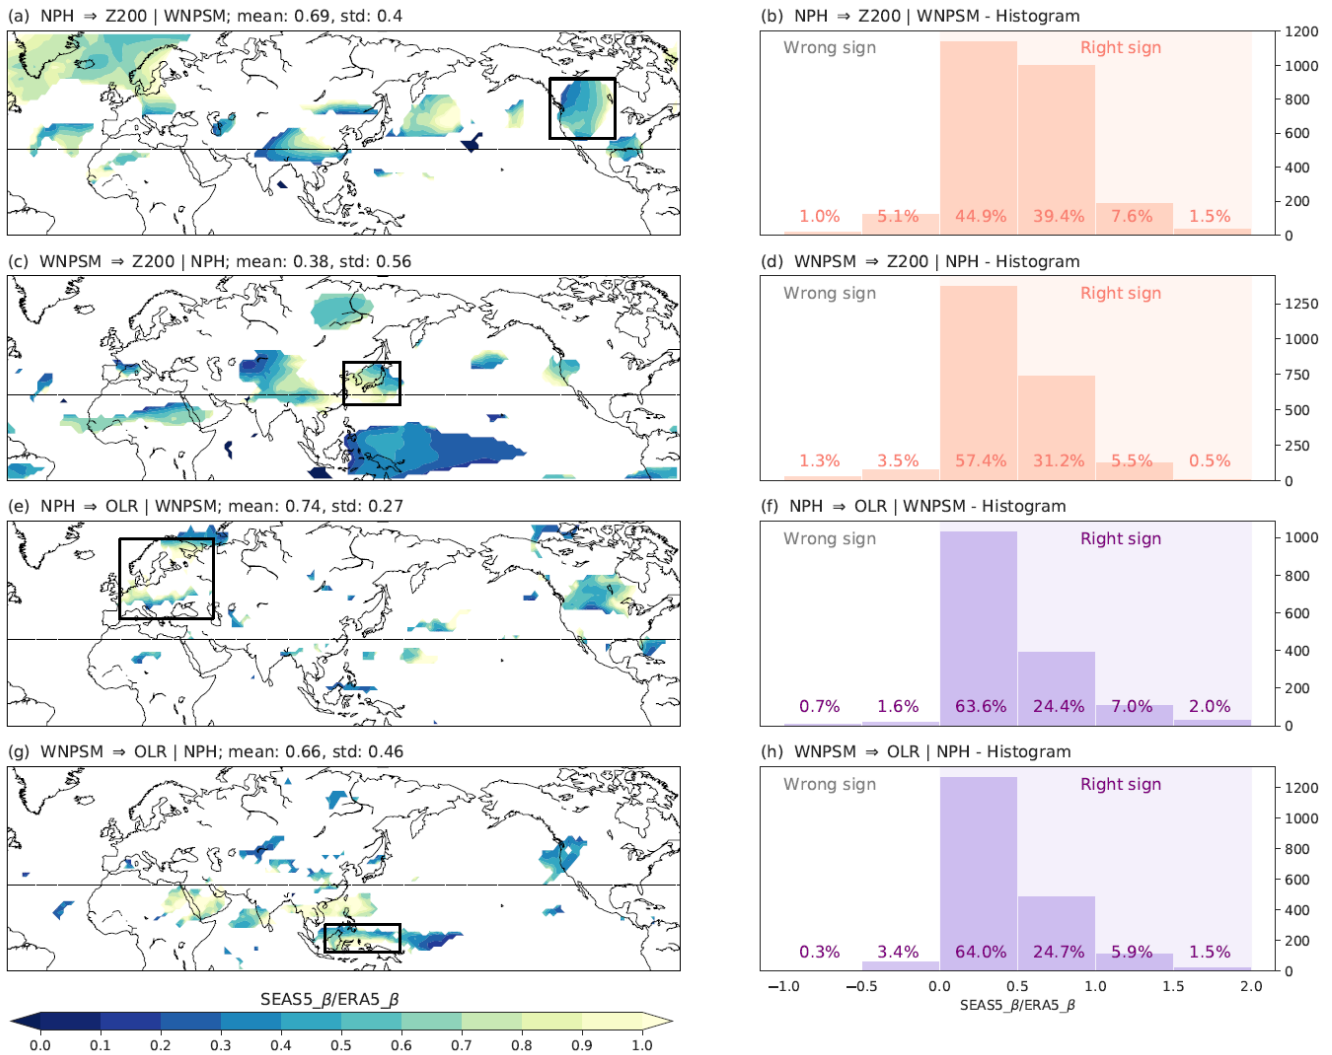 (a) NPH ⇒ Z200 | WNPSM; mean: 0.69, std: 0.4
(b) NPH ⇒ Z200 | WNPSM - Histogram
Wrong sign
Right sign
1200
1000
800
600
400
200
0
1.0%
5.1%
44.9%
39.4%
7.6%
1.5%
(c) WNPSM ⇒ Z200 | NPH; mean: 0.38, std: 0.56
(d) WNPSM ⇒ Z200 | NPH - Histogram
Wrong sign
Right sign
1250
1000
750
500
250
0
1.3%
3.5%
57.4%
31.2%
5.5%
0.5%
(e) NPH ⇒ OLR | WNPSM; mean: 0.74, std: 0.27
(f) NPH ⇒ OLR | WNPSM - Histogram
Wrong sign
Right sign
1000
800
600
400
200
0
0.7%
1.6%
63.6%
24.4%
7.0%
2.0%
(g) WNPSM ⇒ OLR | NPH; mean: 0.66, std: 0.46
(h) WNPSM ⇒ OLR | NPH - Histogram
Wrong sign
Right sign
1200
1000
800
600
400
200
0
0.3%
3.4%
64.0%
24.7%
5.9%
1.5%
−1.0 −0.5 0.0 0.5 1.0 1.5 2.0
SEAS5_β/ERA5_β
SEAS5_β/ERA5_β
0.0 0.1 0.2 0.3 0.4 0.5 0.6 0.7 0.8 0.9 1.0